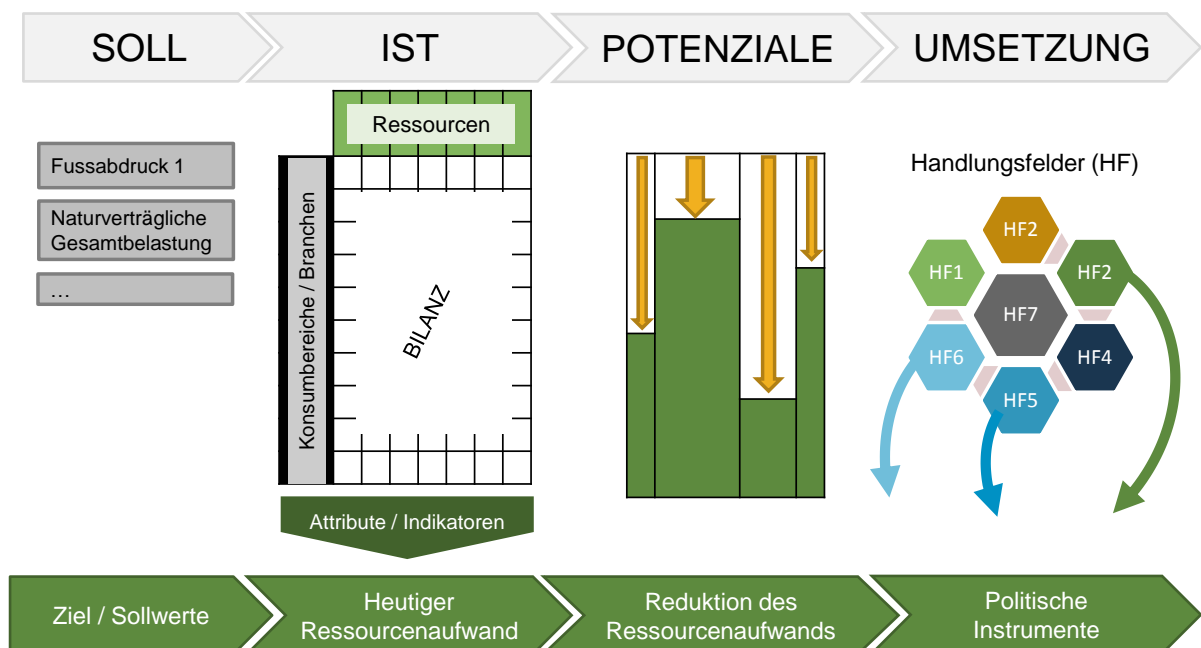 SOLL
IST
POTENZIALE
UMSETZUNG
Fussabdruck 1
Naturverträgliche
Gesamtbelastung
…
Ressourcen
Konsumbereiche / Branchen
BILANZ
Attribute / Indikatoren
Handlungsfelder (HF)
HF2
HF1
HF2
HF7
HF6
HF4
HF5
Ziel / Sollwerte
Heutiger
Ressourcenaufwand
Reduktion des
Ressourcenaufwands
Politische
Instrumente